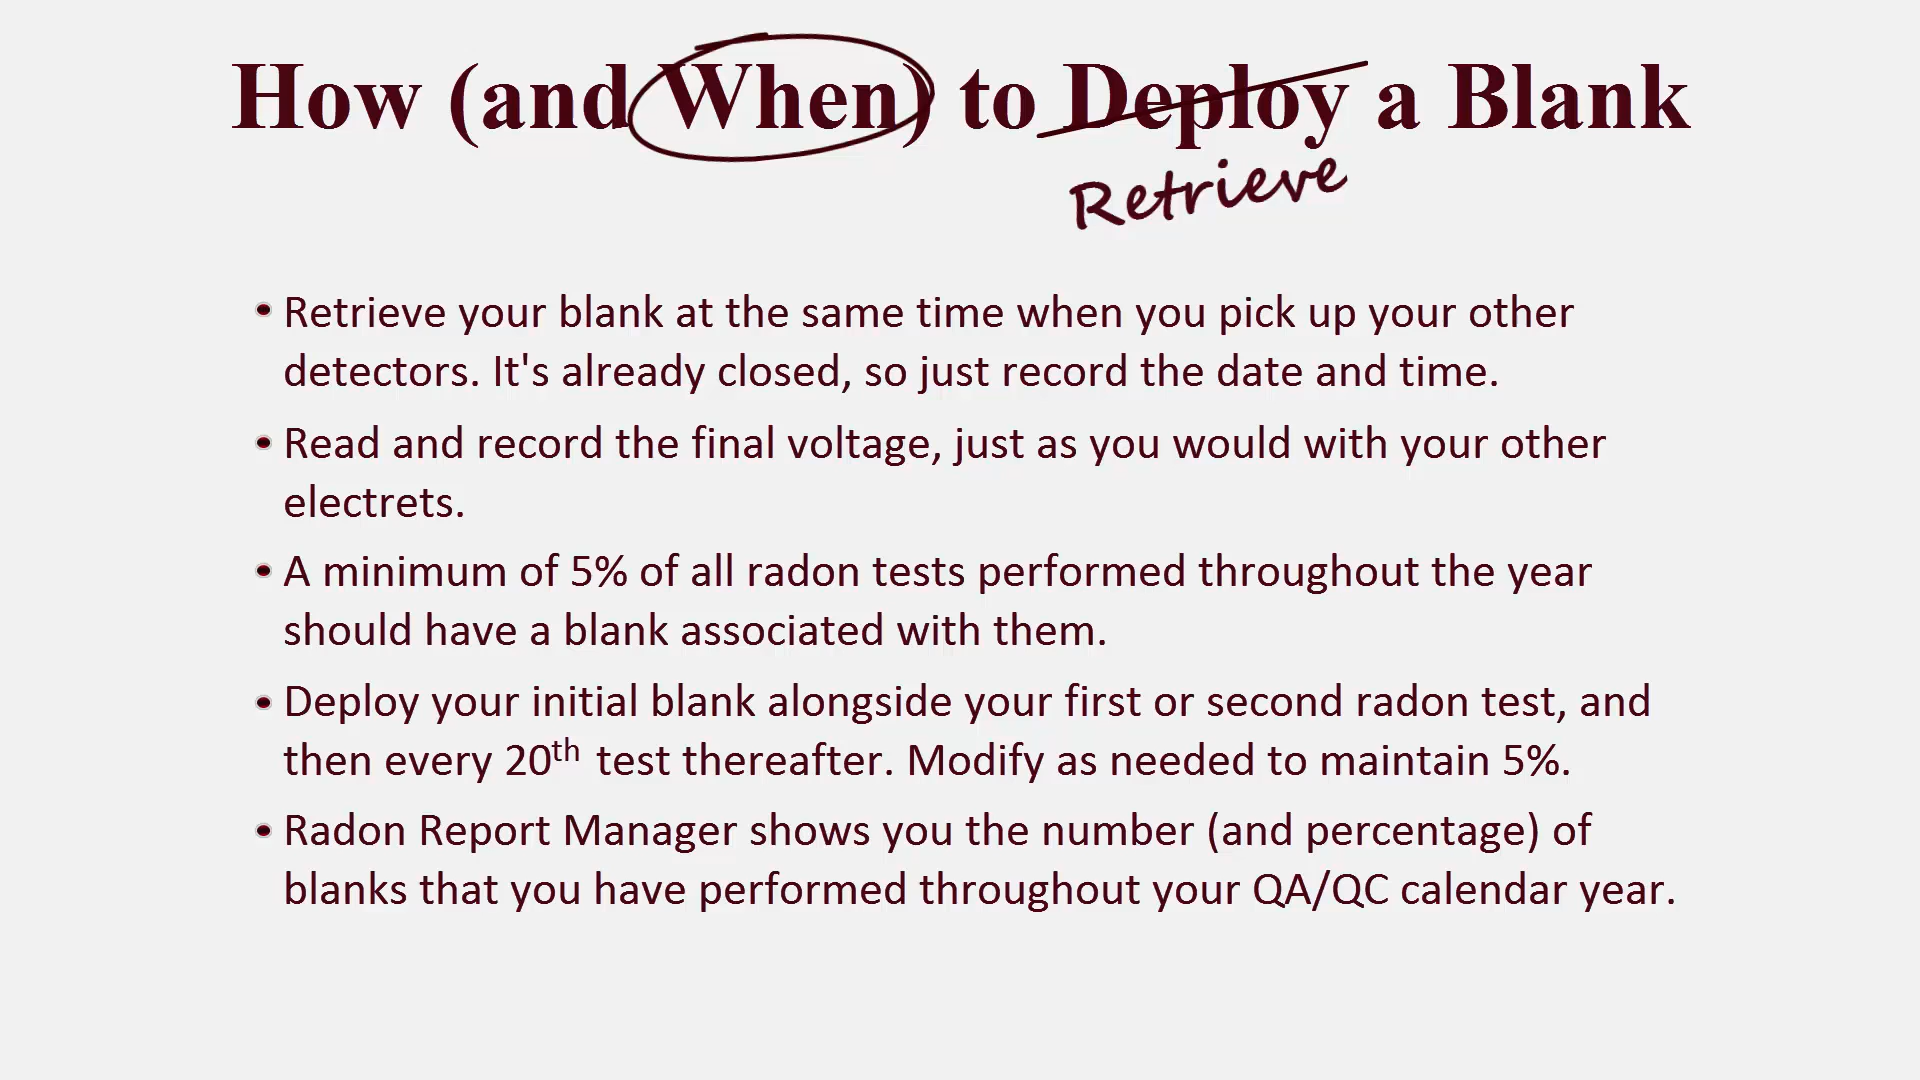 How (and When) to Deploy a Blank
Retrieve
• Retrieve your blank at the same time when you pick up your other
detectors. It's already closed, so just record the date and time.
• Read and record the final voltage, just as you would with your other
electrets.
• A minimum of 5% of all radon tests performed throughout the year
should have a blank associated with them.
• Deploy your initial blank alongside your first or second radon test, and
then every 20th test thereafter. Modify as needed to maintain 5%.
• Radon Report Manager shows you the number (and percentage) of
blanks that you have performed throughout your QA/QC calendar year.